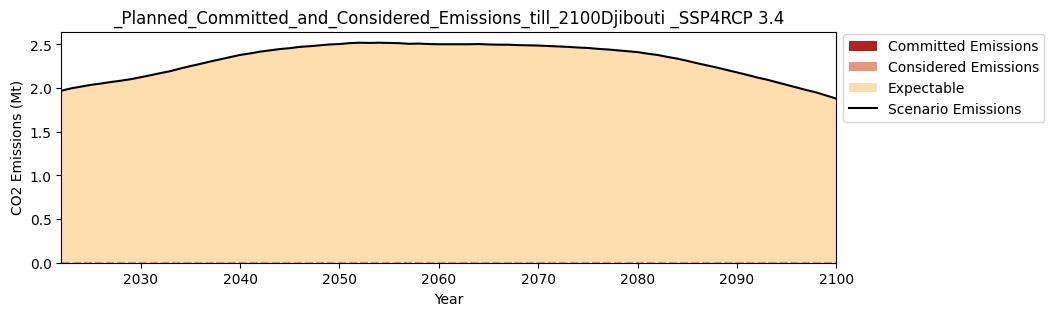 _Planned_Committed_and_Considered_Emissions_till_2100Djibouti _SSP4RCP 3.4
CO2 Emissions (Mt)
2.5
2.0
1.5
1.0
0.5
0.0
2030 2040 2050 2060 2070 2080 2090 2100
Year
Committed Emissions
Considered Emissions
Expectable
Scenario Emissions